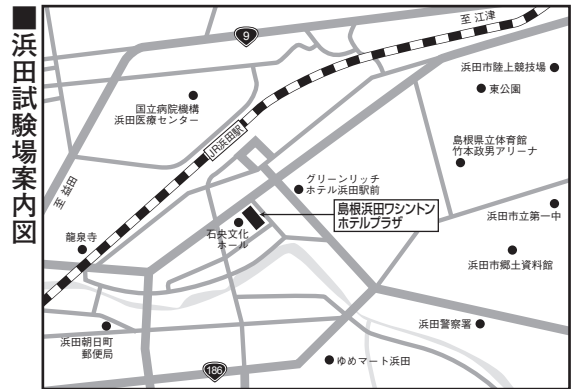 ■浜田試験場案内図
9
至 江津
浜田市陸上競技場
東公園
国立病院機構
浜田医療センター
JR浜田駅
島根県立体育館
竹本政男アリーナ
至 益田
グリーンリッチ
ホテル浜田駅前
島根浜田ワシントン
ホテルプラザ
浜田市立第一中
石央文化
ホール
龍泉寺
浜田市郷土資料館
浜田朝日町
郵便局
浜田警察署
186
ゆめマート浜田